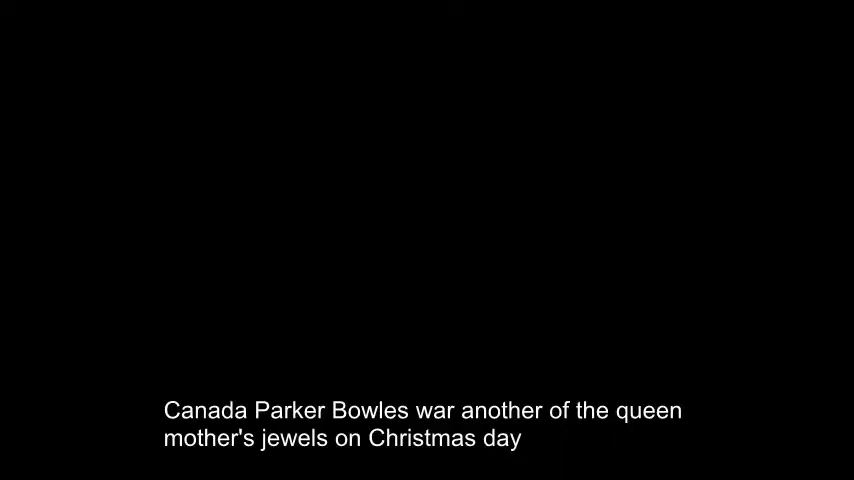 Canada Parker Bowles war another of the queen
mother's jewels on Christmas day